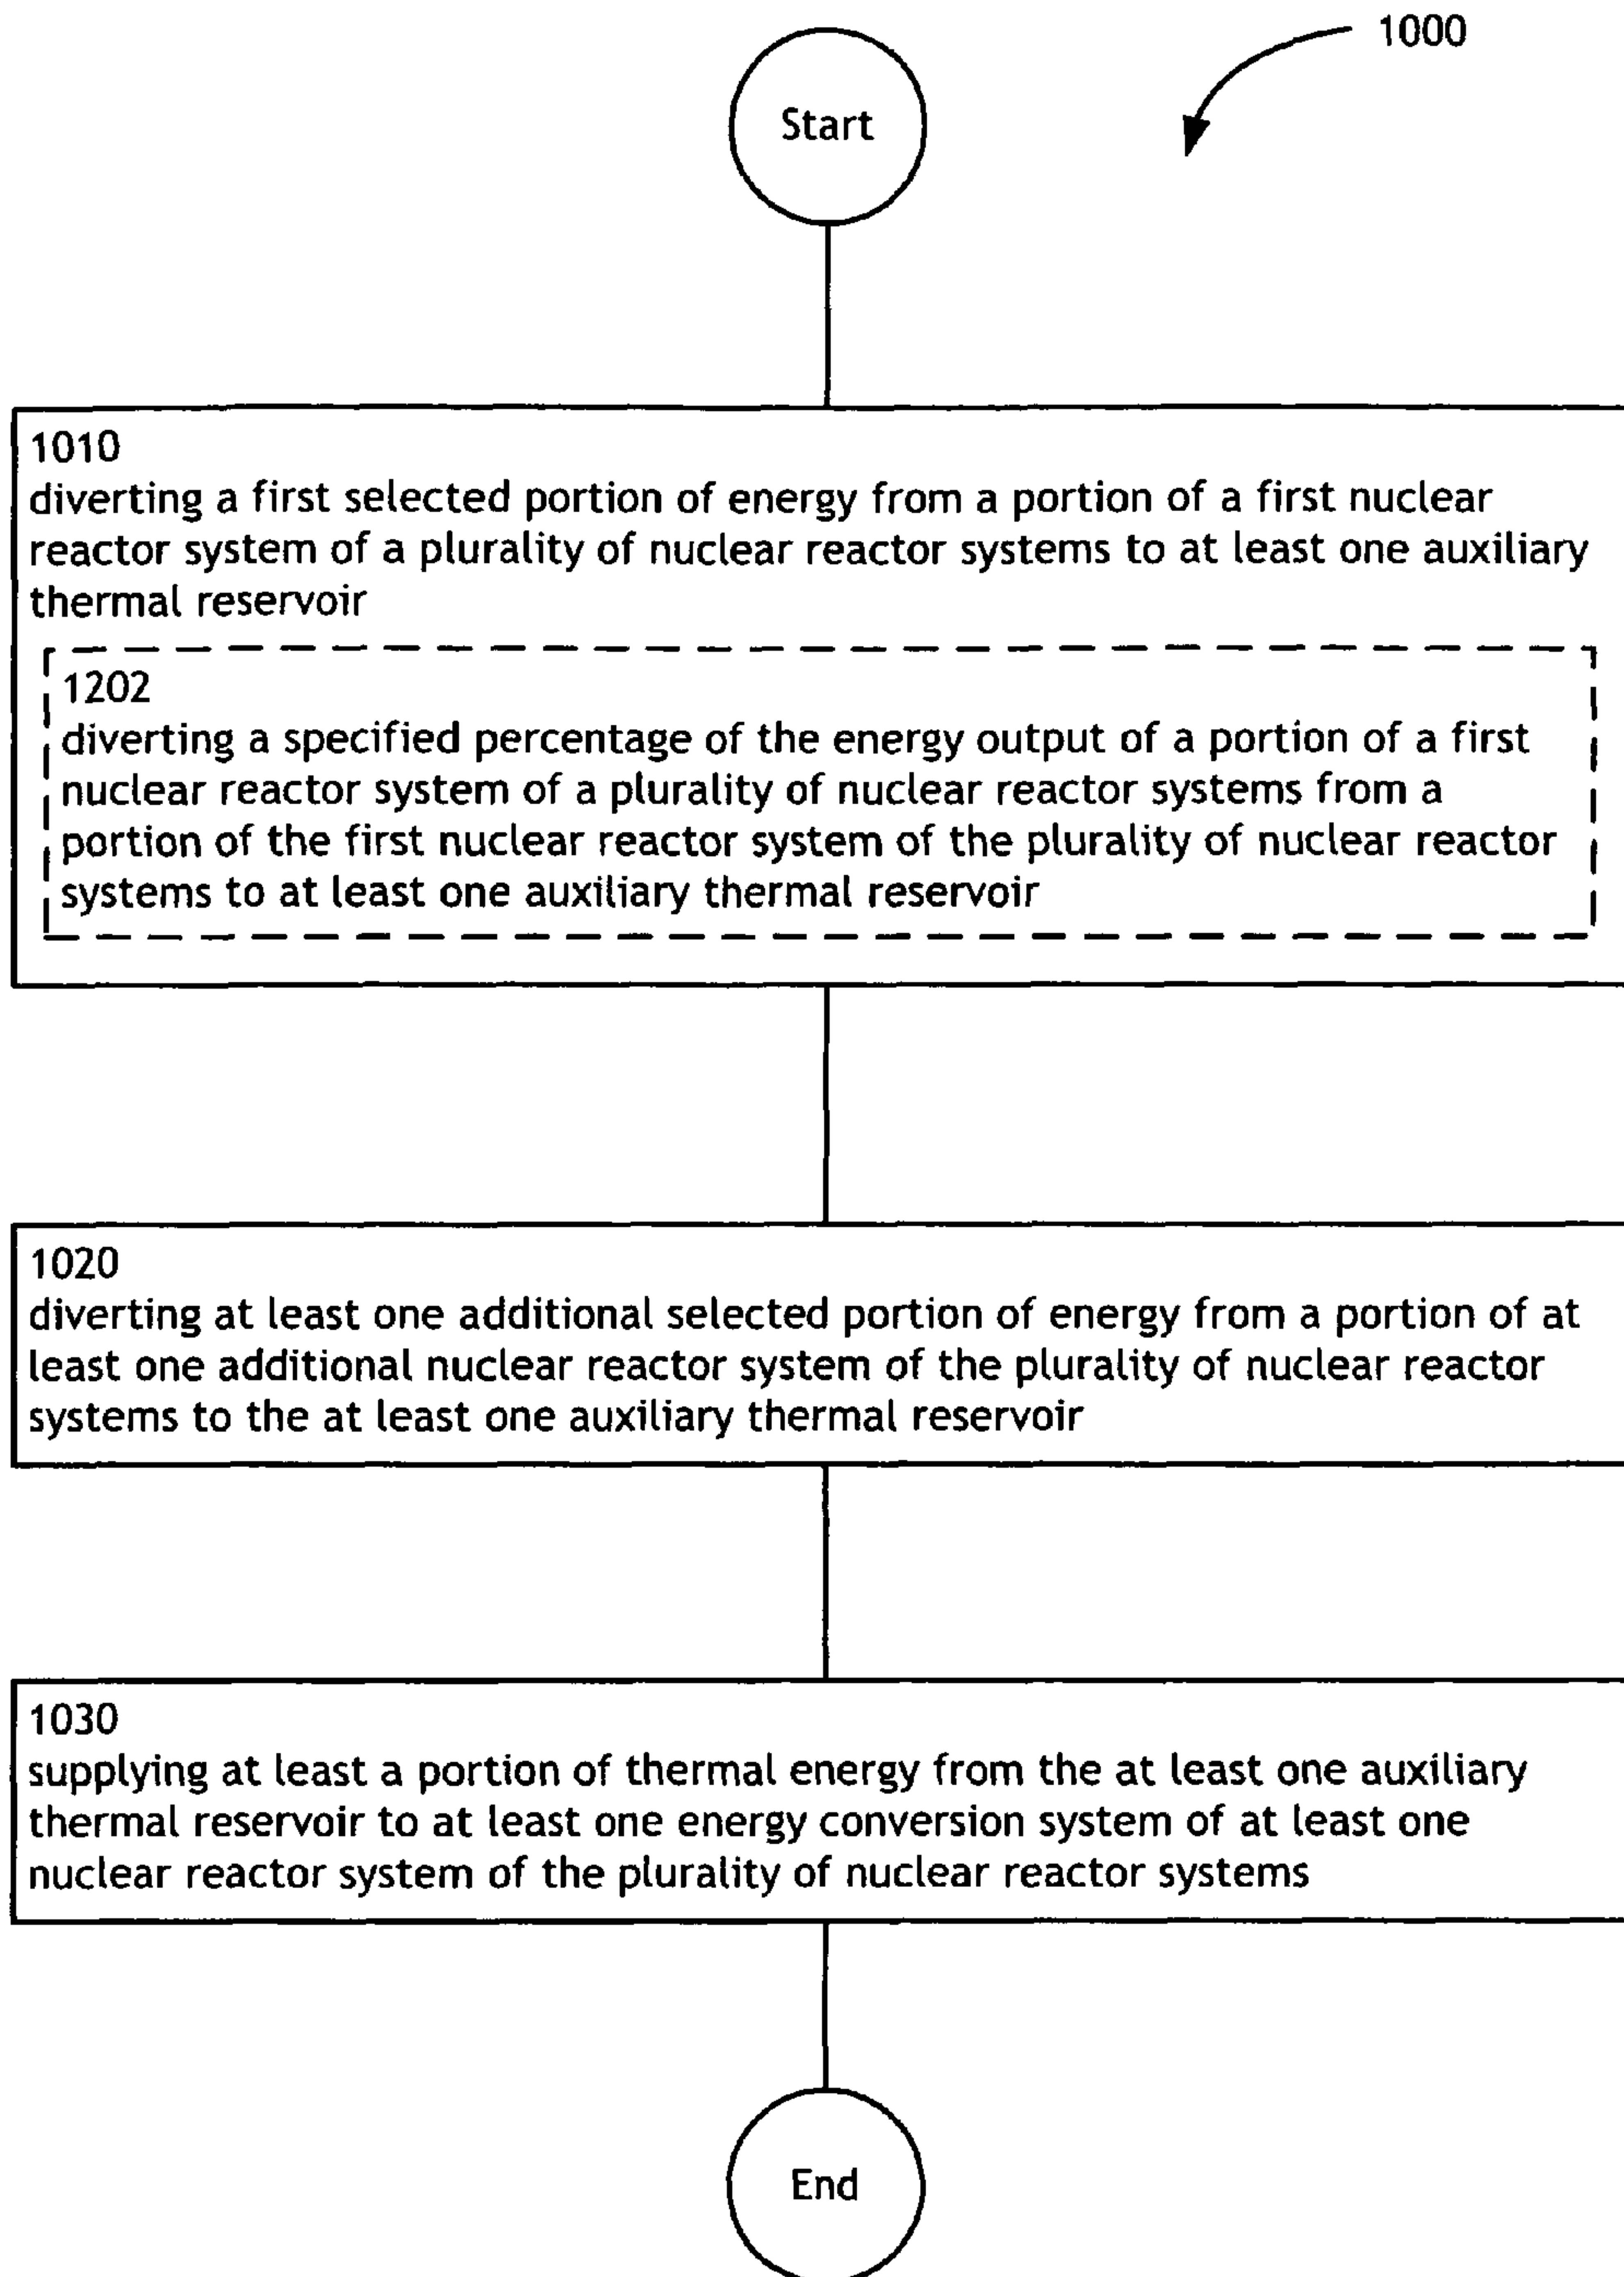 1000
Start
1010
diverting a first selected portion of energy from a portion of a first nuclear
reactor system of a plurality of nuclear reactor systems to at least one auxiliary
thermal reservoir
1202
diverting a specified percentage of the energy output of a portion of a first
nuclear reactor system of a plurality of nuclear reactor systems from a
portion of the first nuclear reactor system of the plurality of nuclear reactor
systems to at least one auxiliary thermal reservoir
1020
diverting at least one additional selected portion of energy from a portion of at
least one additional nuclear reactor system of the plurality of nuclear reactor
systems to the at least one auxiliary thermal reservoir
1030
supplying at least a portion of thermal energy from the at least one auxiliary
thermal reservoir to at least one energy conversion system of at least one
nuclear reactor system of the plurality of nuclear reactor systems
End